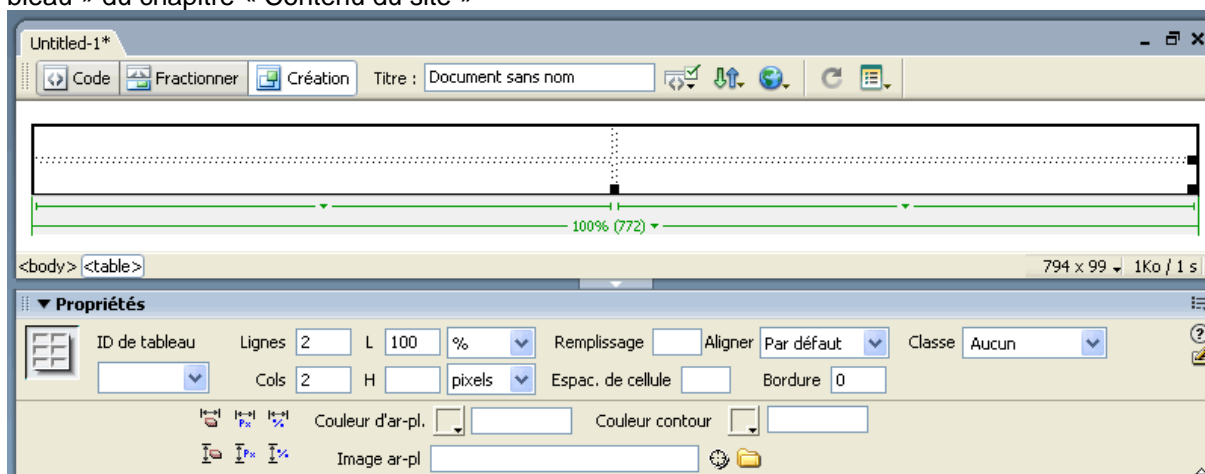 bleau » du chapitre « Contenu du site »
Untitled-1*
Code Fractionner Création Titre : Document sans nom
100% (772)
<body> <table> 794 x 99 1Ko / 1 s
Propriétés
ID de tableau Lignes 2 L 100 % Remplissage Aligner Par défaut Classe Aucun
Cols 2 H pixels Espac. de cellule Bordure 0
Couleur d'ar-pl. Couleur contour
Image ar-pl